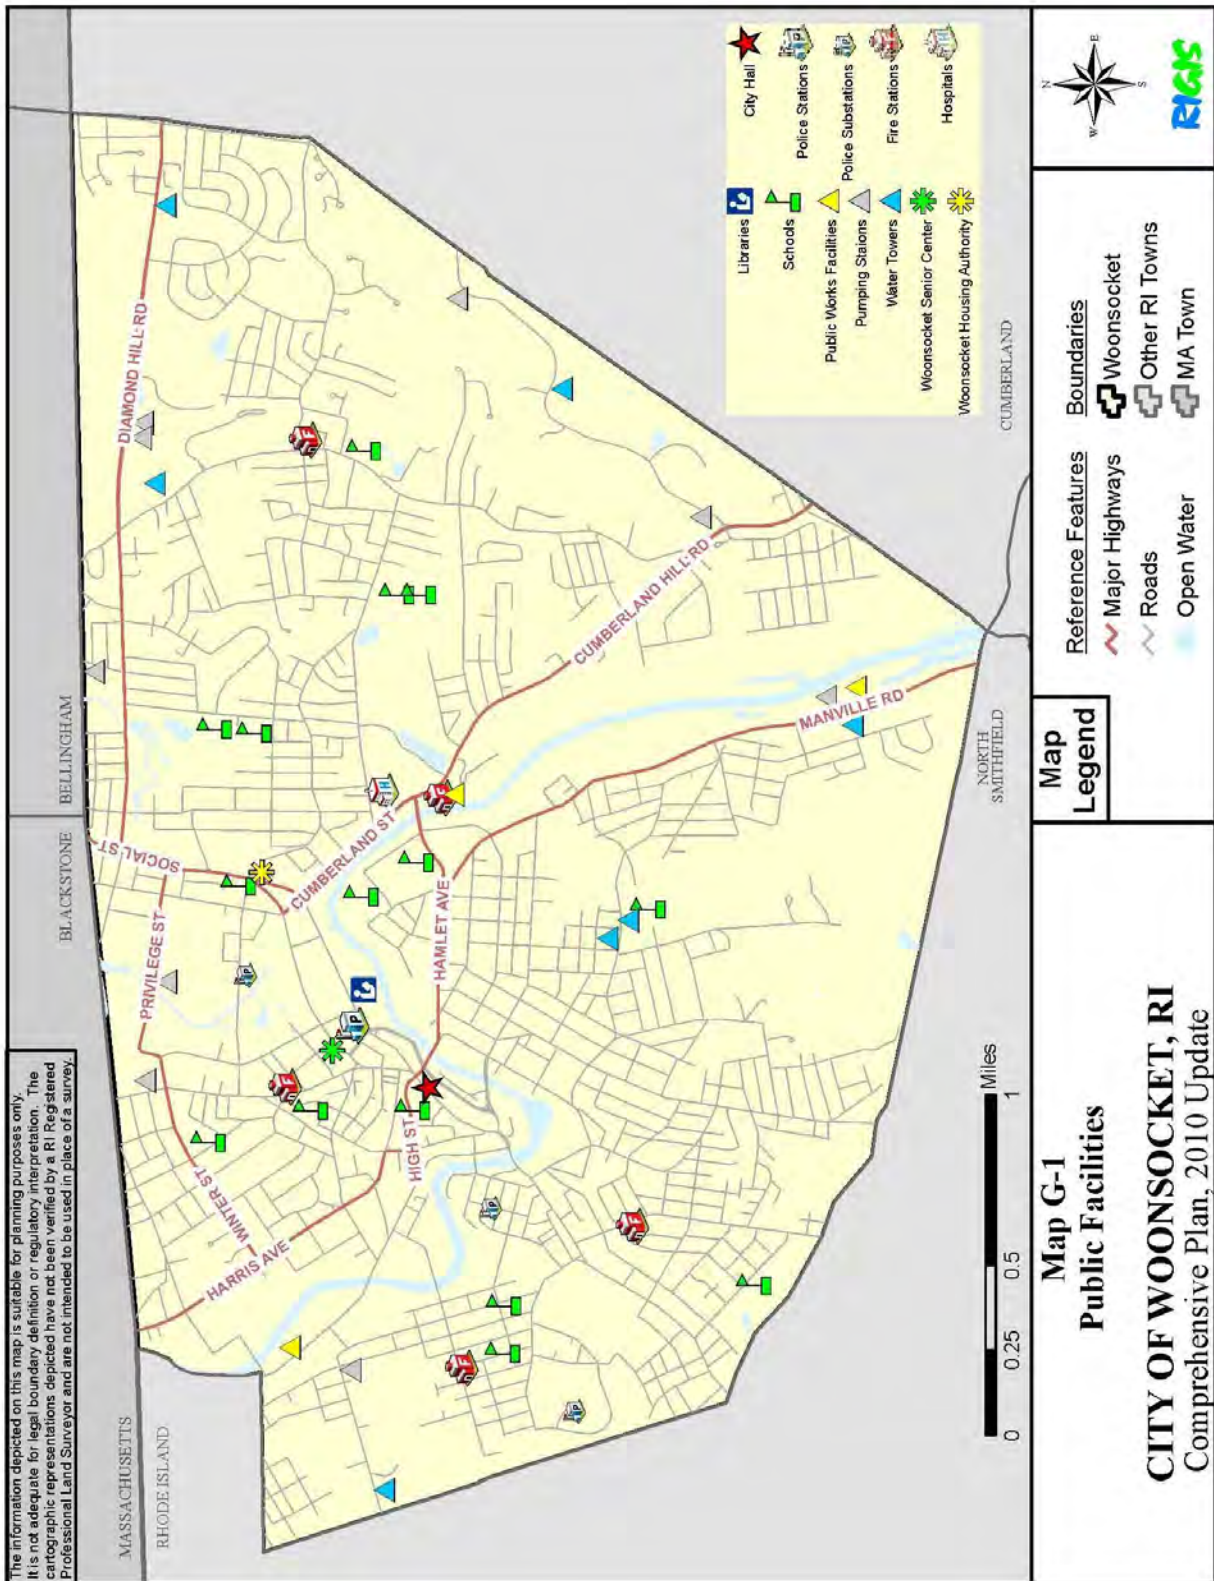 The information depicted on this map is suitable for planning purposes only.
It is not adequate for legal boundary definition or regulatory interpretation. The
cartographic representations depicted have not been verified by a RI Registered
Professional Land Surveyor and are not intended to be used in place of a survey.
MASSACHUSETTS
RHODE ISLAND
BLACKSTONE
BELLINGHAM
HARRIS AVE
WINTER ST
PRIVILEGE ST
SOCIAL ST
DIAMOND HILL RD
HIGH ST
HAMLET AVE
CUMBERLAND ST
CUMBERLAND HILL RD
MANVILLE RD
NORTH
SMITHFIELD
CUMBERLAND
Libraries
Schools
Public Works Facilities
Pumping Staions
Water Towers
Woonsocket Senior Center
Woonsocket Housing Authority
City Hall
Police Stations
Police Substations
Fire Stations
Hospitals
0 0.25 0.5 1
Miles
Map G-1
Public Facilities
CITY OF WOONSOCKET, RI
Comprehensive Plan, 2010 Update
Map
Legend
Reference Features
Major Highways
Roads
Open Water
Boundaries
Woonsocket
Other RI Towns
MA Town
N
E
S
W
RIGIS